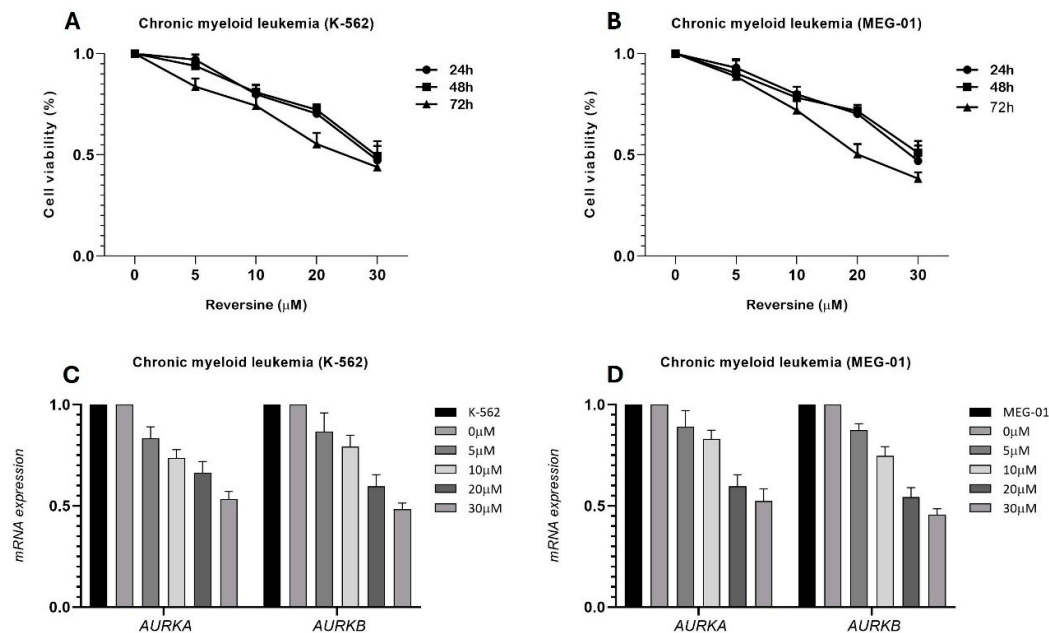 A
Chronic myeloid leukemia (K-562)
Cell viability (%)
1.0
0.5
0.0
0 5 10 20 30
Reversine (μM)
24h
48h
72h
B
Chronic myeloid leukemia (MEG-01)
Cell viability (%)
1.0
0.5
0.0
0 5 10 20 30
Reversine (μM)
24h
48h
72h
C
Chronic myeloid leukemia (K-562)
mRNA expression
1.0
0.5
0.0
AURKA AURKB
K-562
0μM
5μM
10μM
20μM
30μM
D
Chronic myeloid leukemia (MEG-01)
mRNA expression
1.0
0.5
0.0
AURKA AURKB
MEG-01
0μM
5μM
10μM
20μM
30μM